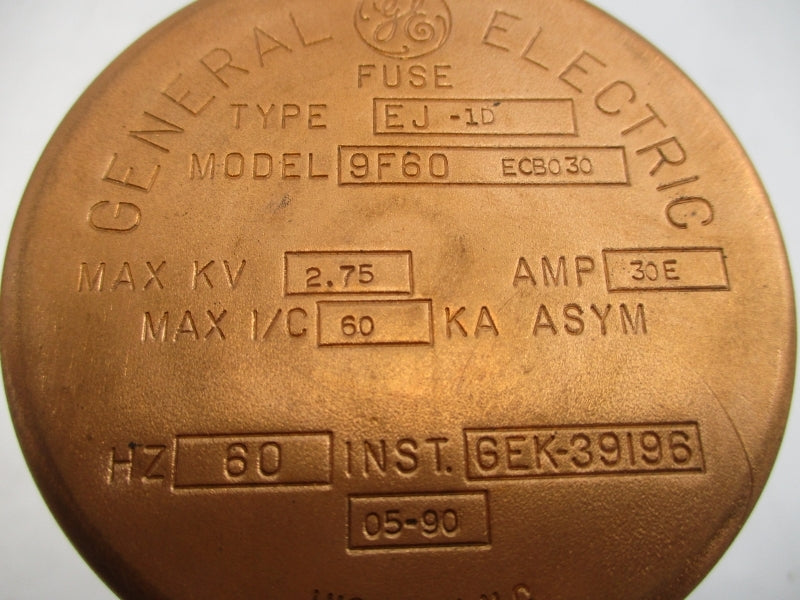 GENERAL ELECTRIC
GE
FUSE
TYPE EJ -1D
MODEL 9F60 ECB030
MAX KV 2.75 AMP 30E
MAX I/C 60 KA ASYM
HZ 60 INST. GEK-39196
05-90